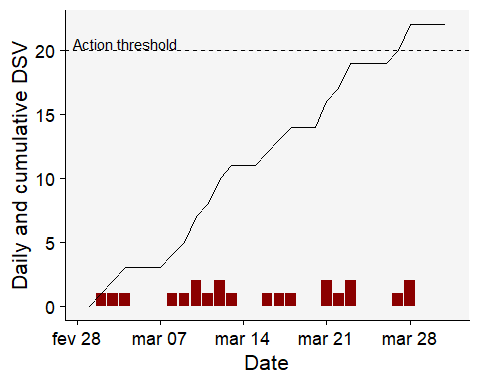 Action threshold
20
15
10
5
0
Daily and cumulative DSV
fev 28 mar 07 mar 14 mar 21 mar 28
Date